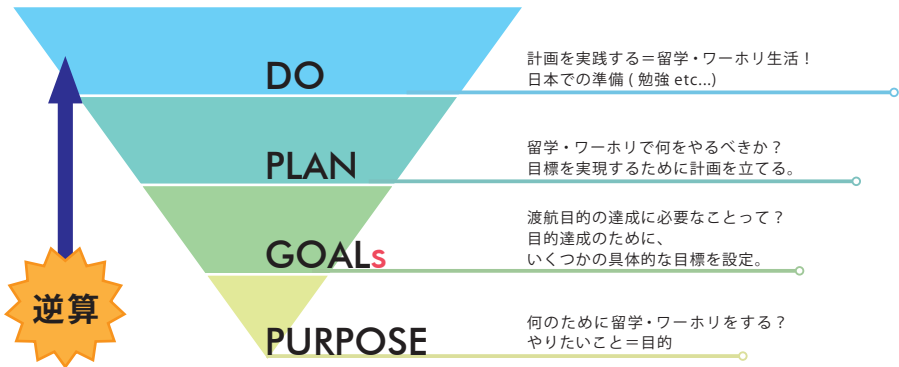 DO
計画を実践する＝留学・ワーホリ生活！
日本での準備 ( 勉強 etc...)
PLAN
留学・ワーホリで何をやるべきか？
目標を実現するために計画を立てる。
GOALs
渡航目的の達成に必要なことって？
目的達成のために、
いくつかの具体的な目標を設定。
逆算
PURPOSE
何のために留学・ワーホリをする？
やりたいこと＝目的